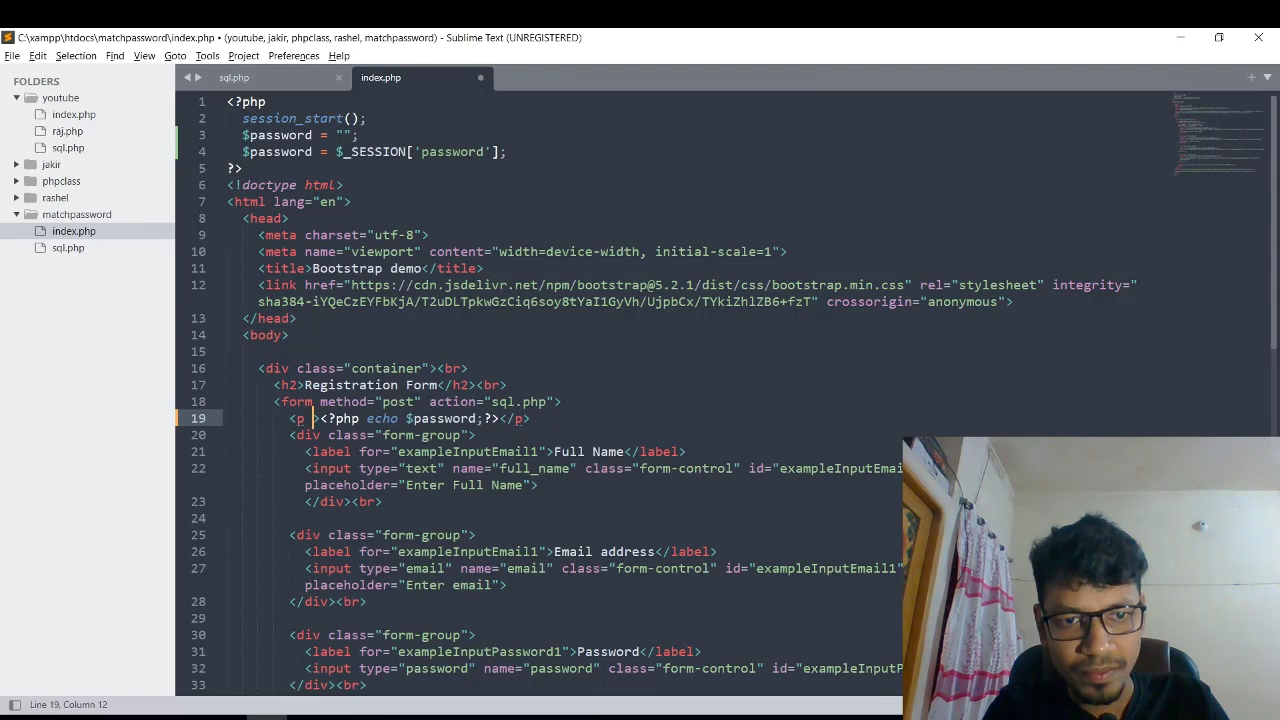 C:\xampp\htdocs\matchpassword\index.php • (youtube, jakir, phpclass, rashel, matchpassword) - Sublime Text (UNREGISTERED)
File Edit Selection Find View Goto Tools Project Preferences Help
FOLDERS
youtube
index.php
raj.php
sql.php
jakir
phpclass
rashel
matchpassword
index.php
sql.php
sql.php index.php
1 <?php
2 session_start();
3 $password = "";
4 $password = $_SESSION['password'];
5 ?>
6 <!doctype html>
7 <html lang="en">
8 <head>
9 <meta charset="utf-8">
10 <meta name="viewport" content="width=device-width, initial-scale=1">
11 <title>Bootstrap demo</title>
12 <link href="https://cdn.jsdelivr.net/npm/bootstrap@5.2.1/dist/css/bootstrap.min.css" rel="stylesheet" integrity="
sha384-iYQeCzEYFbKjA/T2uDLTpkwGzCiq6soy8tYaI1GyVh/UjpbCx/TYkiZhlZB6+fzT" crossorigin="anonymous">
13 </head>
14 <body>
15
16 <div class="container"><br>
17 <h2>Registration Form</h2><br>
18 <form method="post" action="sql.php">
19 <p ><?php echo $password;?></p>
20 <div class="form-group">
21 <label for="exampleInputEmail1">Full Name</label>
22 <input type="text" name="full_name" class="form-control" id="exampleInputEmai
placeholder="Enter Full Name">
23 </div><br>
24
25 <div class="form-group">
26 <label for="exampleInputEmail1">Email address</label>
27 <input type="email" name="email" class="form-control" id="exampleInputEmail1"
placeholder="Enter email">
28 </div><br>
29
30 <div class="form-group">
31 <label for="exampleInputPassword1">Password</label>
32 <input type="password" name="password" class="form-control" id="exampleInputP
33 </div><br>
Line 19, Column 12